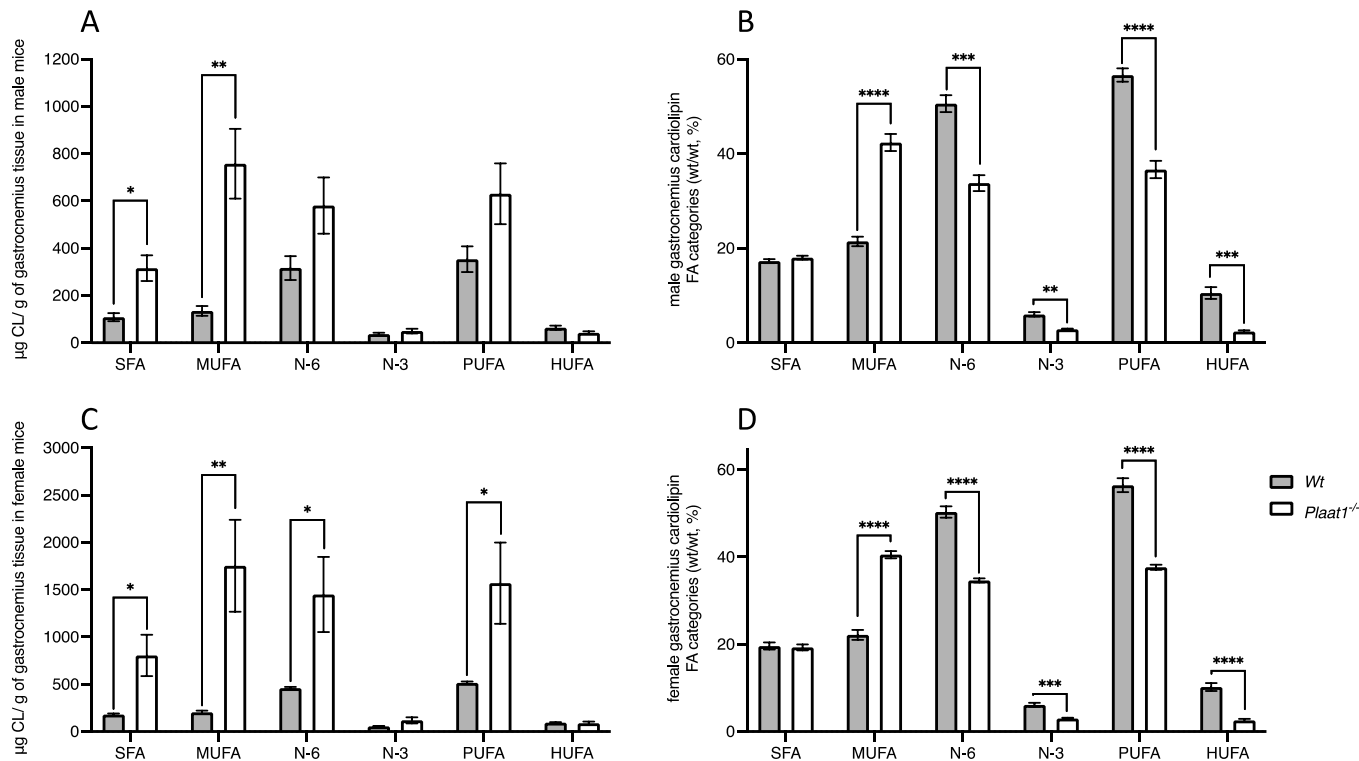 A
µg CL/ g of gastrocnemius tissue in male mice
1200
1000
800
600
400
200
0
*
**
SFA MUFA N-6 N-3 PUFA HUFA
B
male gastrocnemius cardiolipin
FA categories (wt/wt, %)
60
40
20
0
****
***
**
****
***
SFA MUFA N-6 N-3 PUFA HUFA
C
µg CL/ g of gastrocnemius tissue in female mice
3000
2500
2000
1500
1000
500
0
*
**
*
*
SFA MUFA N-6 N-3 PUFA HUFA
D
female gastrocnemius cardiolipin
FA categories (wt/wt, %)
60
40
20
0
****
****
***
****
****
SFA MUFA N-6 N-3 PUFA HUFA
Wt
Plaat1-/-